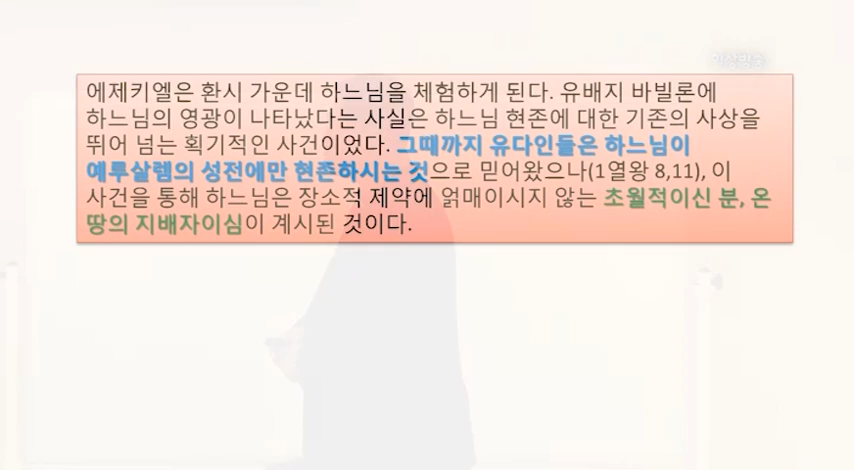 에제키엘은 환시 가운데 하느님을 체험하게 된다. 유배지 바빌론에
하느님의 영광이 나타났다는 사실은 하느님 현존에 대한 기존의 사상을
뛰어 넘는 획기적인 사건이었다. 그때까지 유다인들은 하느님이
예루살렘의 성전에만 현존하시는 것으로 믿어왔으나(1열왕 8,11), 이
사건을 통해 하느님은 장소적 제약에 얽매이시지 않는 초월적이신 분, 온
땅의 지배자이심이 계시된 것이다.